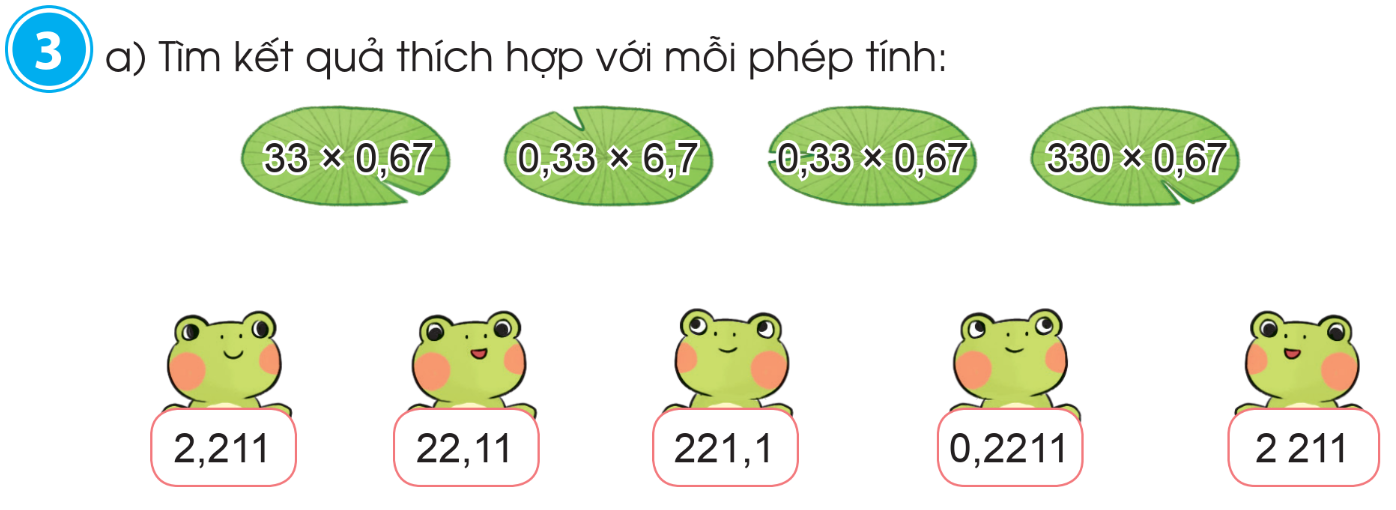 3 a) Tìm kết quả thích hợp với mỗi phép tính:
33 × 0,67 0,33 × 6,7 0,33 × 0,67 330 × 0,67
2,211 22,11 221,1 0,2211 2 211